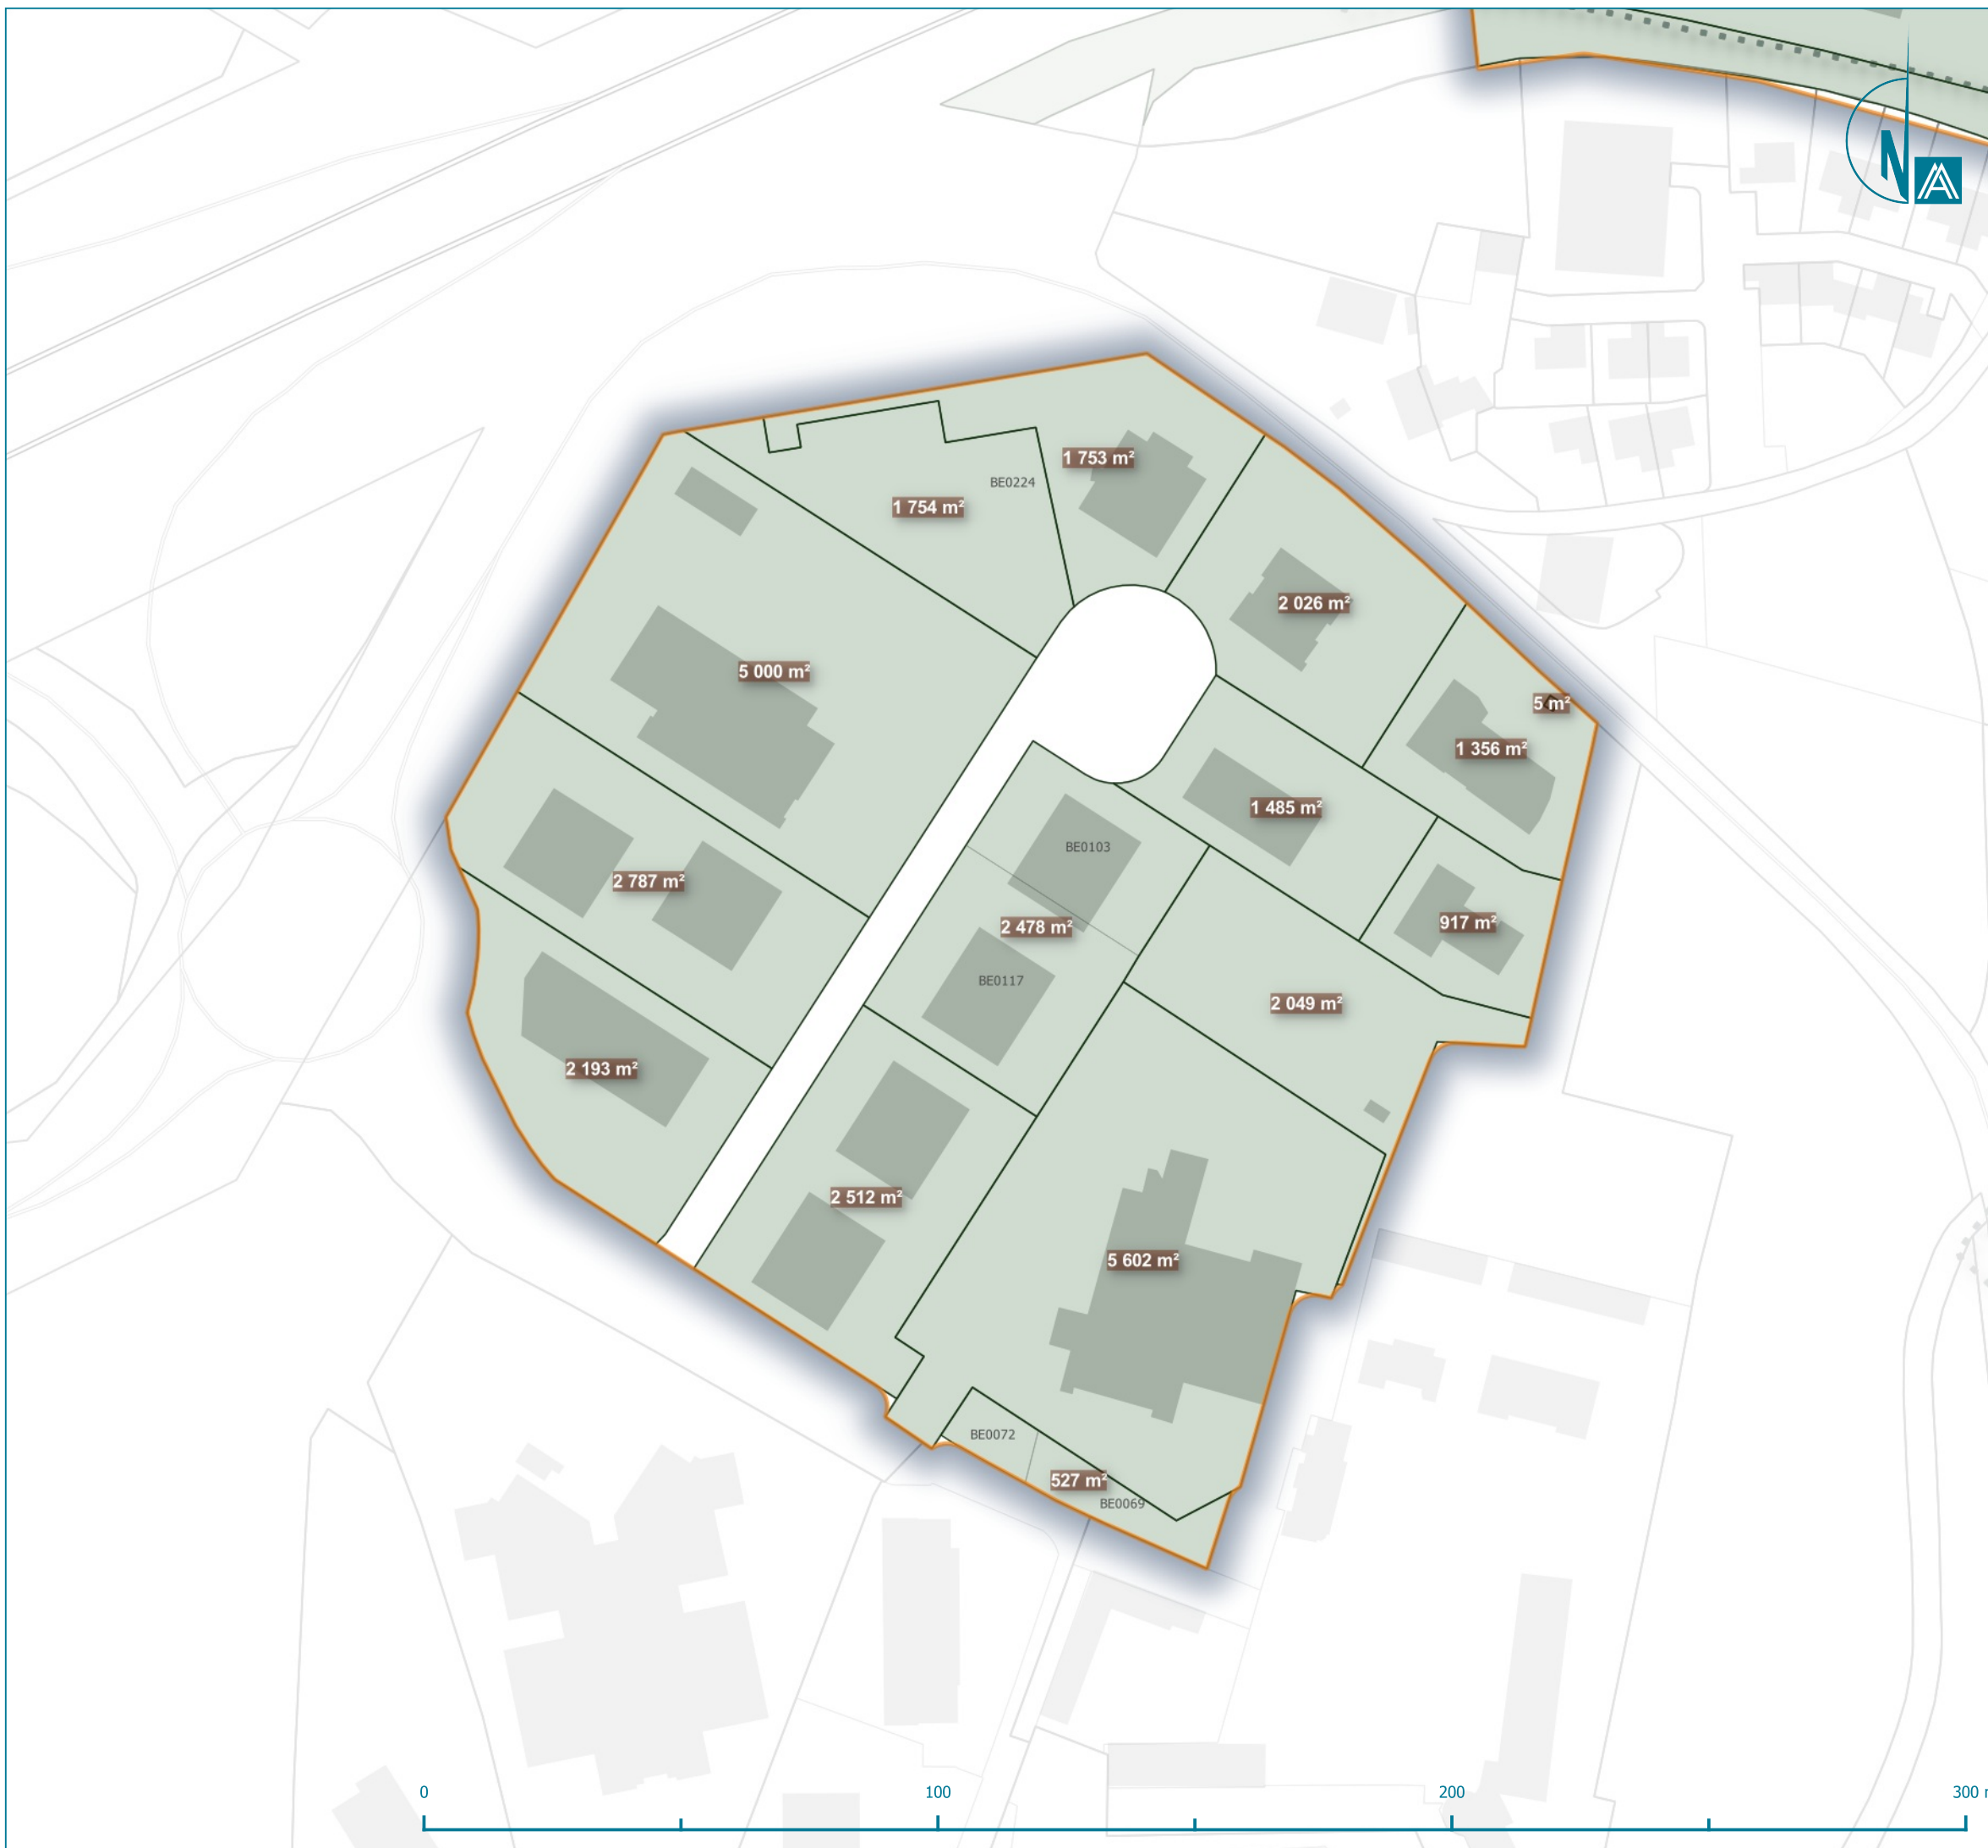 N
1 753 m²
BE0224
1 754 m²
2 026 m²
5 000 m²
5 m²
1 356 m²
1 485 m²
BE0103
2 787 m²
917 m²
2 478 m²
BE0117
2 049 m²
2 193 m²
2 512 m²
5 602 m²
BE0072
527 m²
BE0069
0 100 200 300